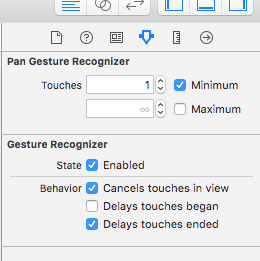 Pan Gesture Recognizer
Touches 1 Minimum
∞ Maximum
Gesture Recognizer
State Enabled
Behavior Cancels touches in view
Delays touches began
Delays touches ended